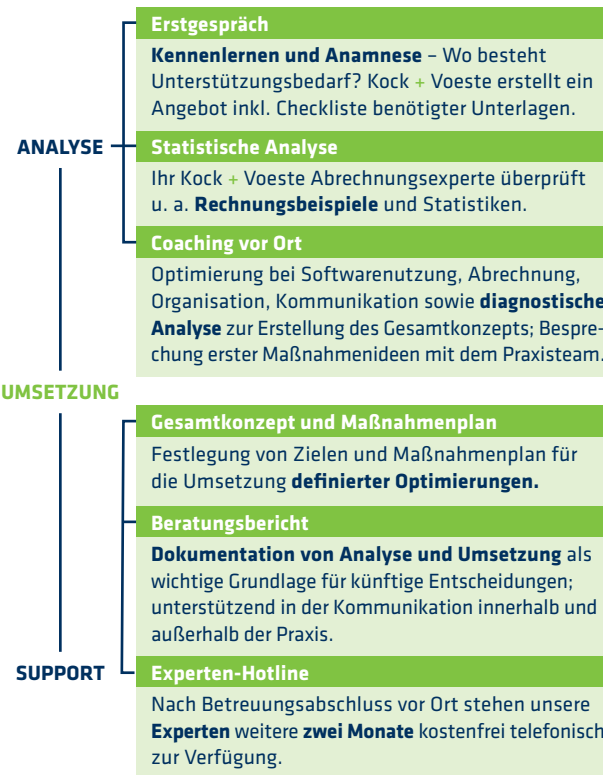 Erstgespräch
Kennenlernen und Anamnese – Wo besteht
Unterstützungsbedarf? Kock + Voeste erstellt ein
Angebot inkl. Checkliste benötigter Unterlagen.
ANALYSE
Statistische Analyse
Ihr Kock + Voeste Abrechnungsexperte überprüft
u. a. Rechnungsbeispiele und Statistiken.
Coaching vor Ort
Optimierung bei Softwarenutzung, Abrechnung,
Organisation, Kommunikation sowie diagnostische
Analyse zur Erstellung des Gesamtkonzepts; Bespre-
chung erster Maßnahmenideen mit dem Praxisteam.
UMSETZUNG
Gesamtkonzept und Maßnahmenplan
Festlegung von Zielen und Maßnahmenplan für
die Umsetzung definierter Optimierungen.
Beratungsbericht
Dokumentation von Analyse und Umsetzung als
wichtige Grundlage für künftige Entscheidungen;
unterstützend in der Kommunikation innerhalb und
außerhalb der Praxis.
SUPPORT
Experten-Hotline
Nach Betreuungsabschluss vor Ort stehen unsere
Experten weitere zwei Monate kostenfrei telefonisch
zur Verfügung.